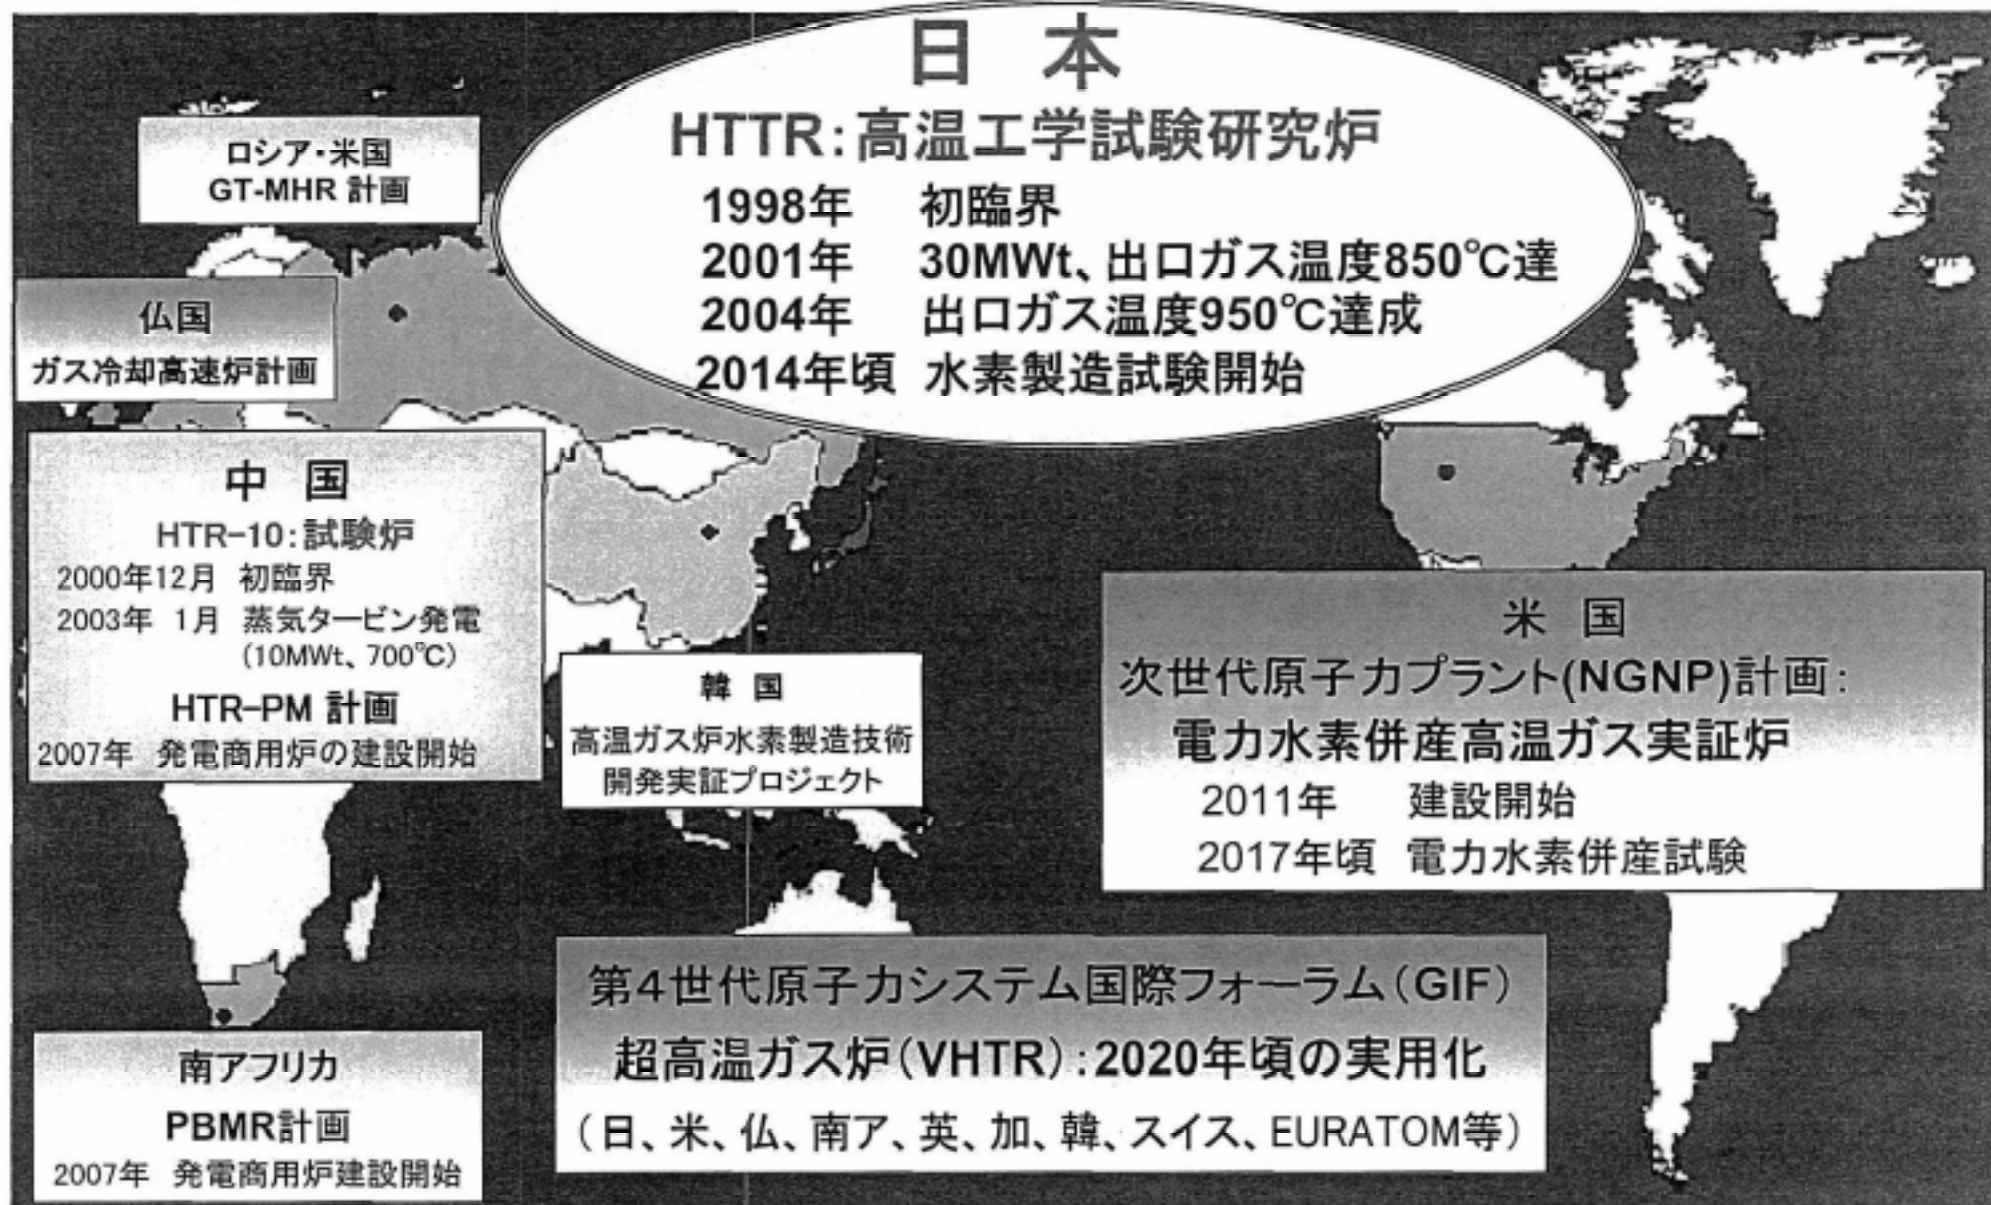 日 本
HTTR：高温工学試験研究炉
1998年 初臨界
2001年 30MWt、出口ガス温度850℃達
2004年 出口ガス温度950℃達成
2014年頃 水素製造試験開始
ロシア・米国
GT-MHR 計画
仏国
ガス冷却高速炉計画
中 国
HTR-10：試験炉
2000年12月 初臨界
2003年 1月 蒸気タービン発電
(10MWt、700℃)
HTR-PM 計画
2007年 発電商用炉の建設開始
韓 国
高温ガス炉水素製造技術
開発実証プロジェクト
米 国
次世代原子力プラント(NGNP)計画：
電力水素併産高温ガス実証炉
2011年 建設開始
2017年頃 電力水素併産試験
南アフリカ
PBMR計画
2007年 発電商用炉建設開始
第4世代原子力システム国際フォーラム（GIF）
超高温ガス炉（VHTR）：2020年頃の実用化
（日、米、仏、南ア、英、加、韓、スイス、EURATOM等）